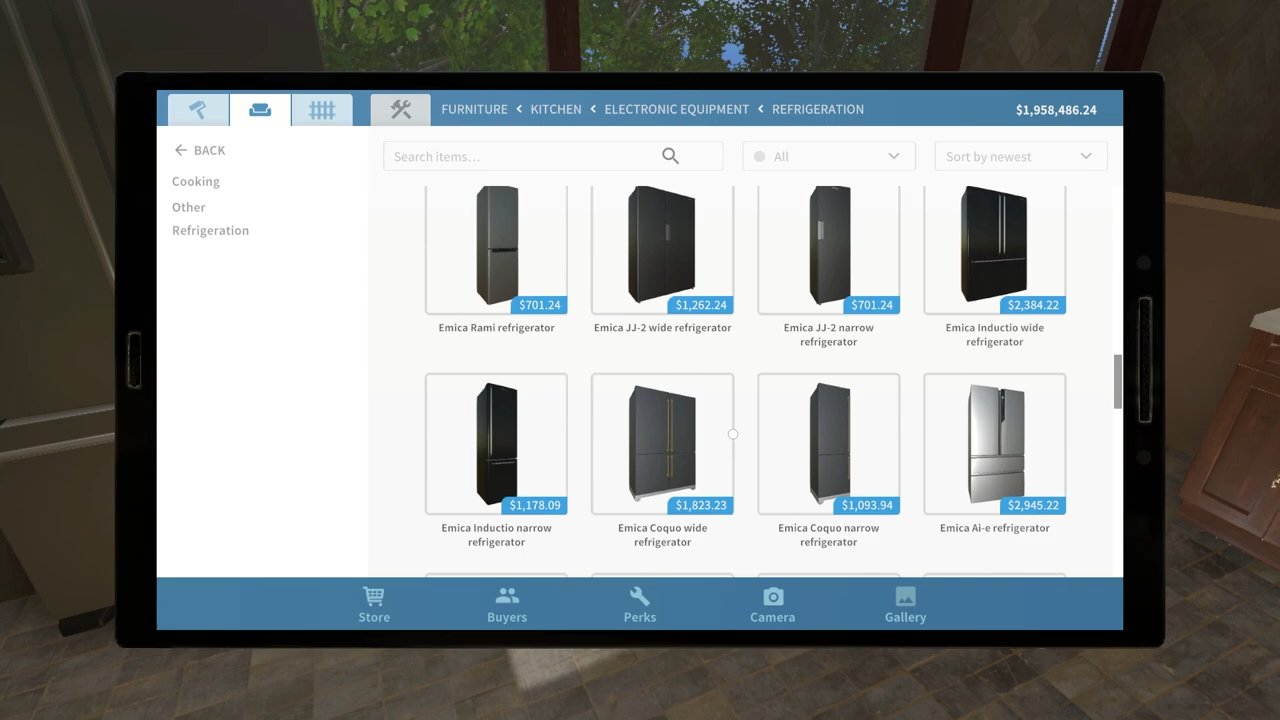 FURNITURE < KITCHEN < ELECTRONIC EQUIPMENT < REFRIGERATION
$1,958,486.24
BACK
Search items...
All
Sort by newest
Cooking
Other
Refrigeration
$701.24
$1,262.24
$701.24
$2,384.22
Emica Rami refrigerator
Emica JJ-2 wide refrigerator
Emica JJ-2 narrow
refrigerator
Emica Inductio wide
refrigerator
$1,178.09
$1,823.23
$1,093.94
$2,945.22
Emica Inductio narrow
refrigerator
Emica Coquo wide
refrigerator
Emica Coquo narrow
refrigerator
Emica Ai-e refrigerator
Store
Buyers
Perks
Camera
Gallery